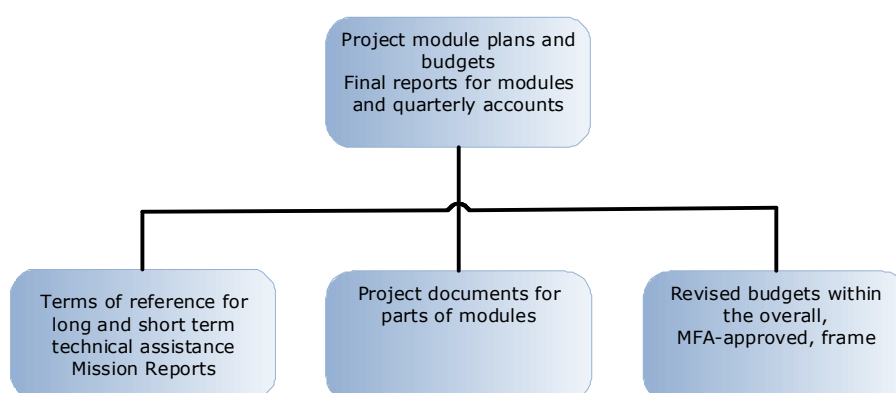 Project module plans and
budgets
Final reports for modules
and quarterly accounts
Terms of reference for
long and short term
technical assistance
Mission Reports
Project documents for
parts of modules
Revised budgets within
the overall,
MFA-approved, frame